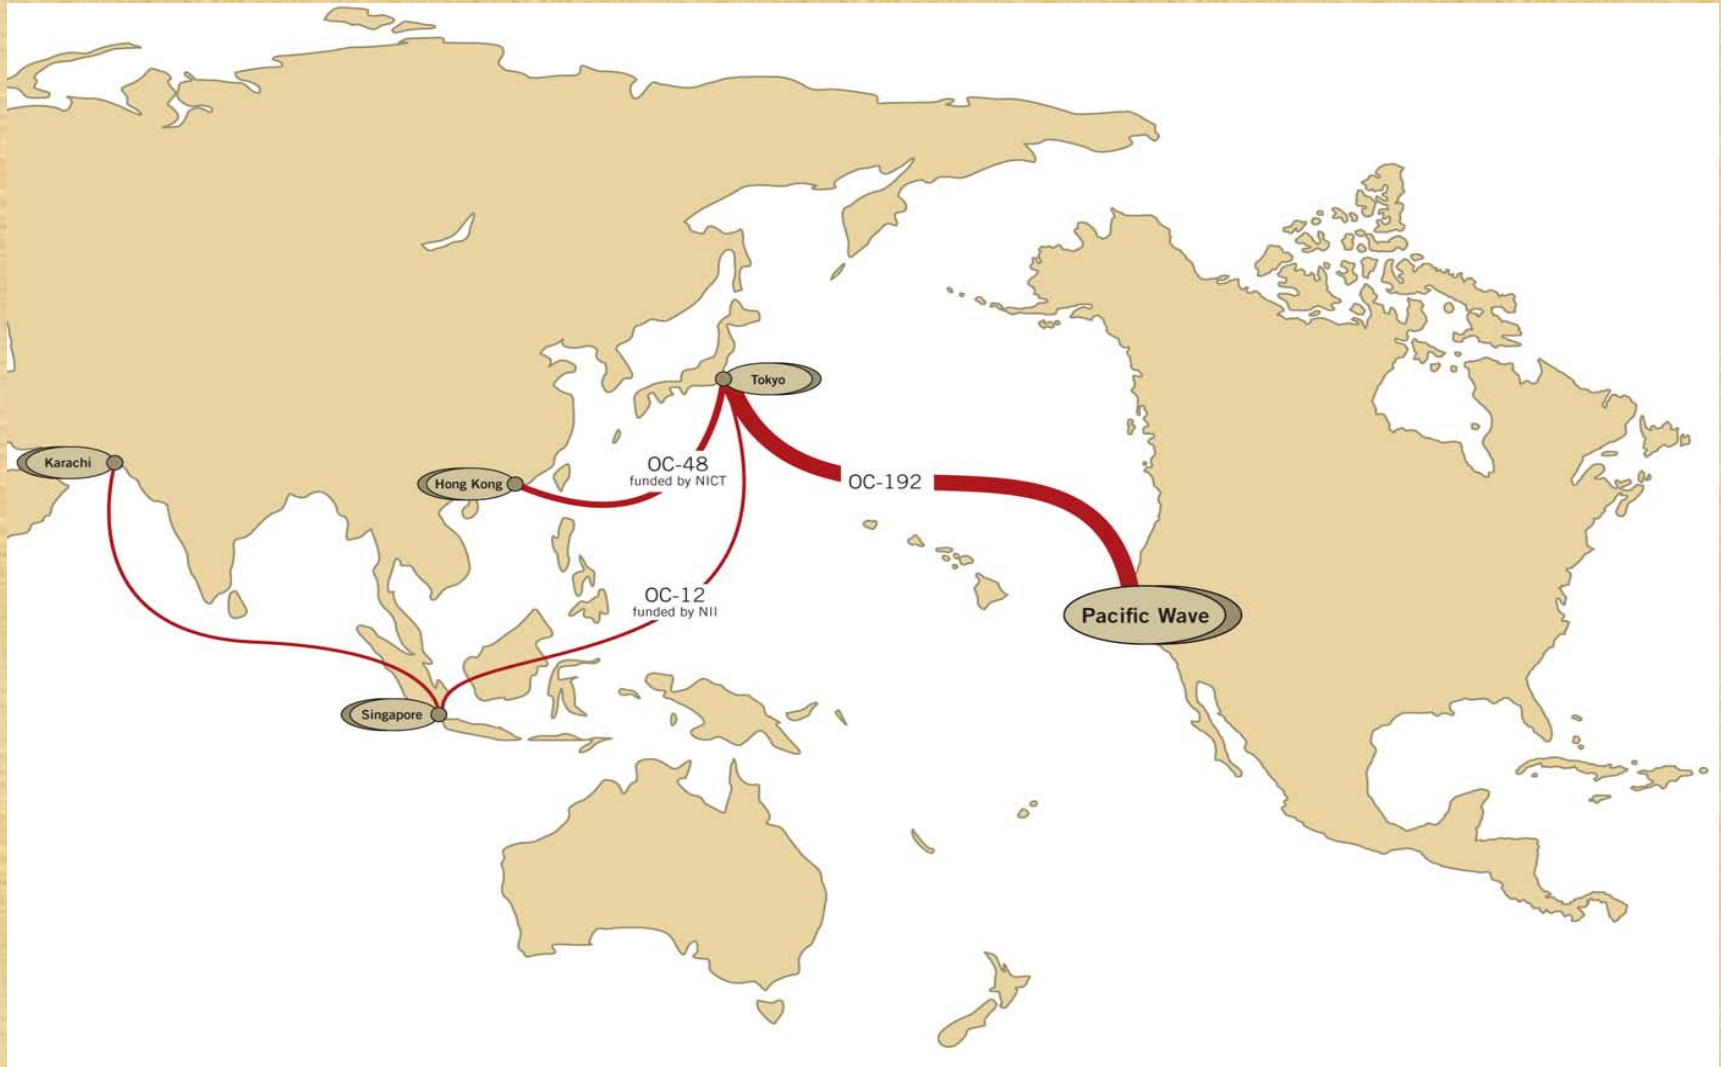 Tokyo
Karachi
Hong Kong
OC-48
funded by NICT
OC-192
OC-12
funded by NII
Pacific Wave
Singapore